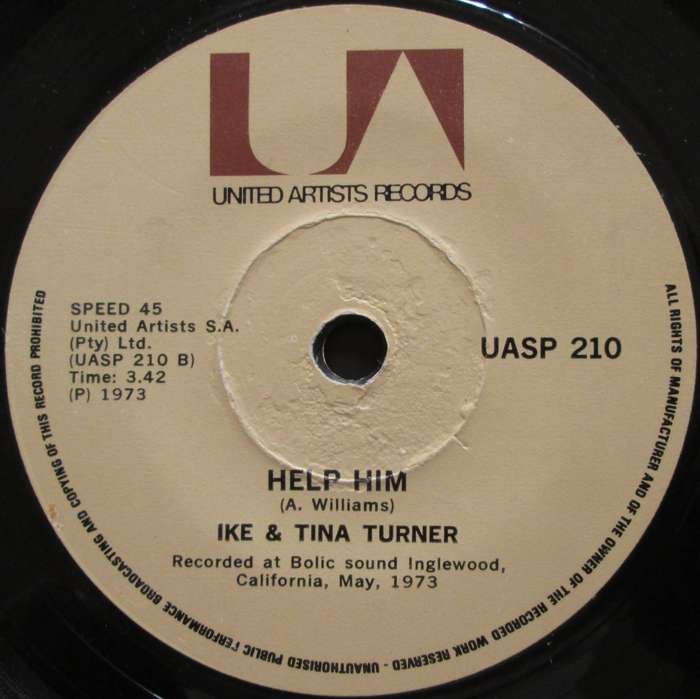 UA
UNITED ARTISTS RECORDS
SPEED 45
United Artists S.A.
(Pty) Ltd.
(UASP 210 B)
Time: 3.42
(P) 1973
UASP 210
HELP HIM
(A. Williams)
IKE & TINA TURNER
Recorded at Bolic sound Inglewood,
California, May, 1973
ALL RIGHTS OF MANUFACTURER AND OF THE OWNER OF THE RECORDED WORK RESERVED - UNAUTHORISED PUBLIC PERFORMANCE BROADCASTING AND COPYING OF THIS RECORD PROHIBITED